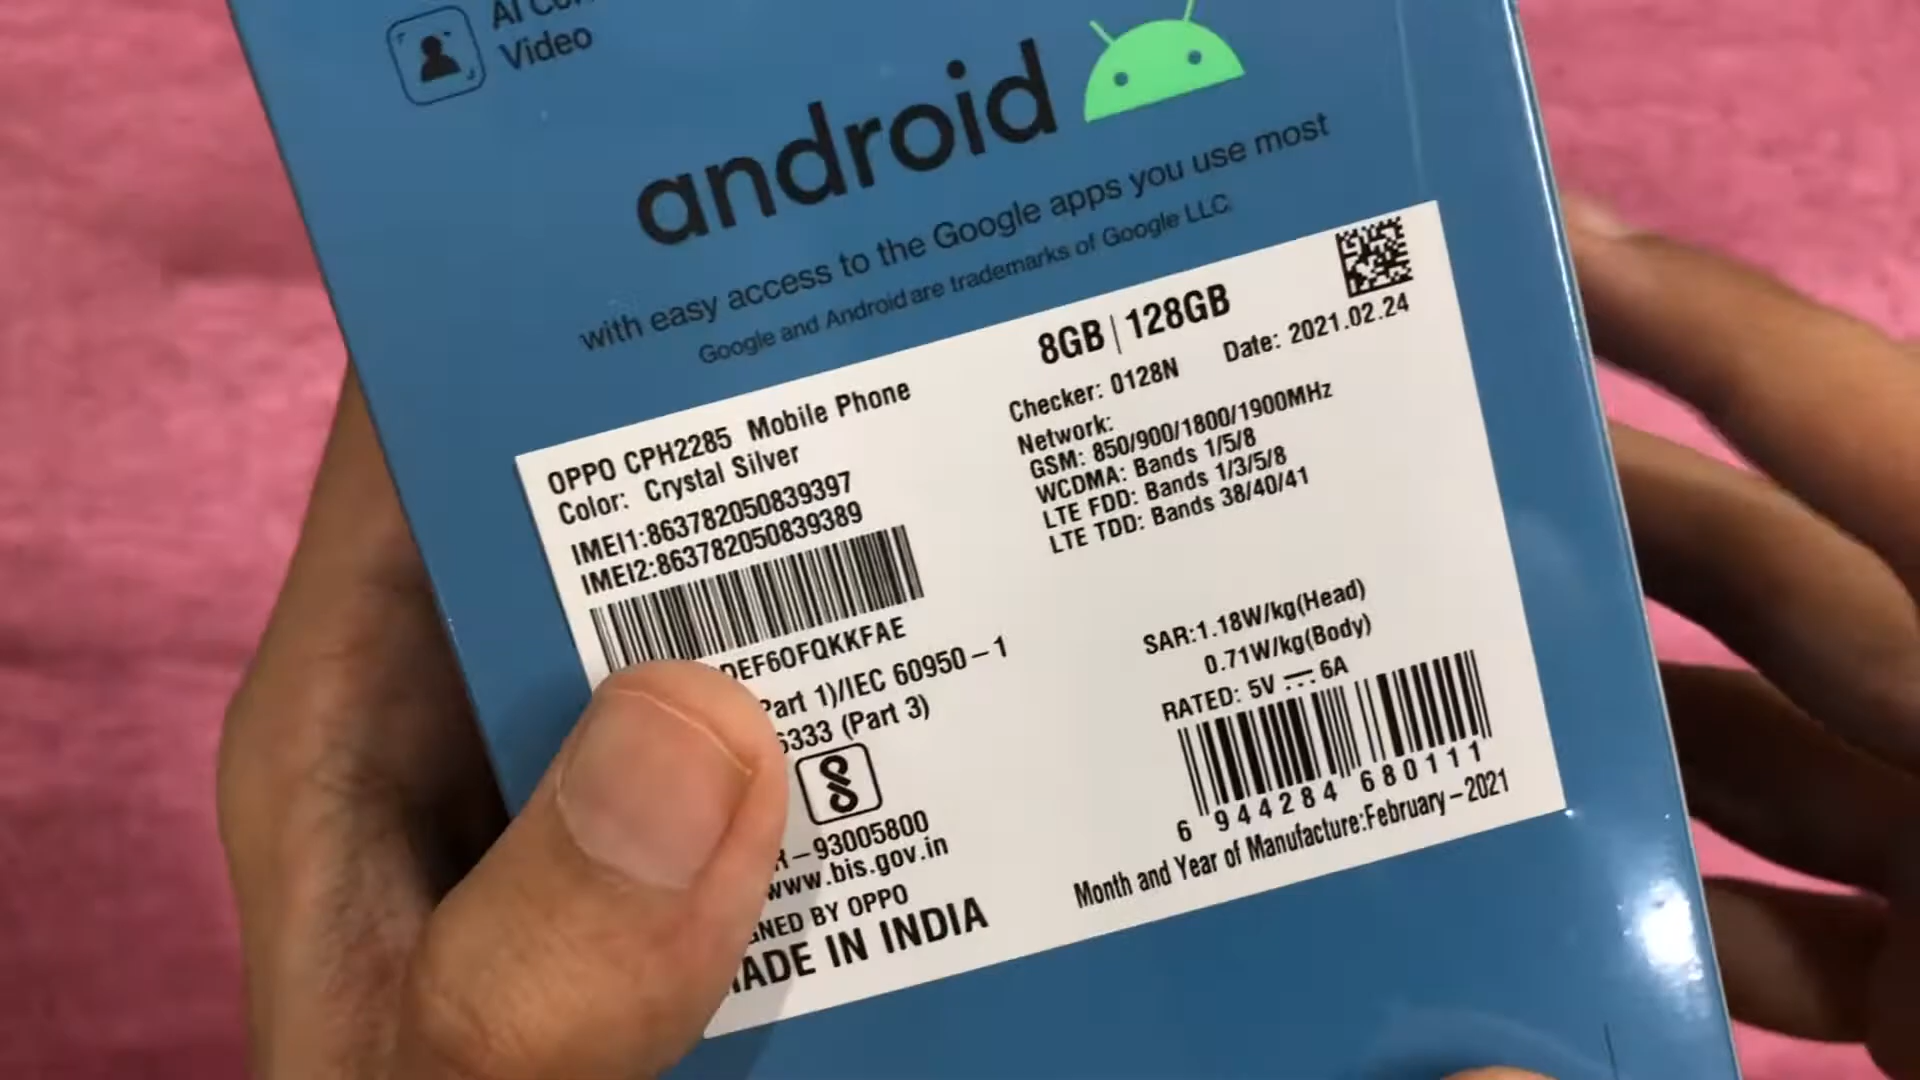 Video
android
with easy access to the Google apps you use most
Google and Android are trademarks of Google LLC.
8GB | 128GB
OPPO CPH2285 Mobile Phone
Color: Crystal Silver
IMEI1:863782050839397
IMEI2:863782050839389
DEF6OFQKKFAE
Part 1)/IEC 60950-1
6333 (Part 3)
R-93005800
www.bis.gov.in
BY OPPO
MADE IN INDIA
Checker: 0128N Date: 2021.02.24
Network:
GSM: 850/900/1800/1900MHz
WCDMA: Bands 1/5/8
LTE FDD: Bands 1/3/5/8
LTE TDD: Bands 38/40/41
SAR:1.18W/kg(Head)
0.71W/kg(Body)
RATED: 5V 6A
6 944284 680111
Month and Year of Manufacture:February-2021